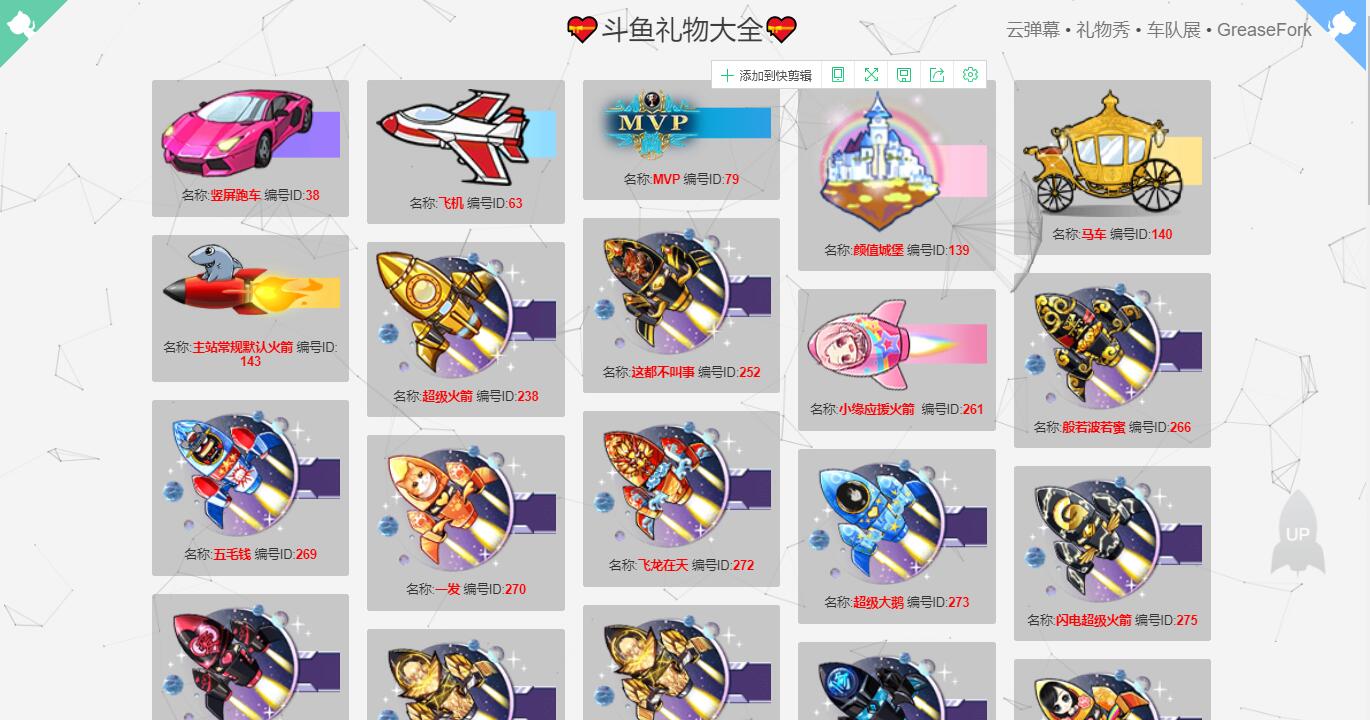 斗鱼礼物大全
云弹幕 • 礼物秀 • 车队展 • GreaseFork
添加到快剪辑
名称:竖屏跑车 编号ID:38
名称:飞机 编号ID:63
MVP
名称:MVP 编号ID:79
名称:颜值城堡 编号ID:139
名称:马车 编号ID:140
名称:主站常规默认火箭 编号ID:
143
名称:超级火箭 编号ID:238
名称:这都不叫事 编号ID:252
名称:小缘应援火箭 编号ID:261
名称:般若波若蜜 编号ID:266
名称:五毛钱 编号ID:269
名称:一发 编号ID:270
名称:飞龙在天 编号ID:272
名称:超级大鹅 编号ID:273
名称:闪电超级火箭 编号ID:275
UP